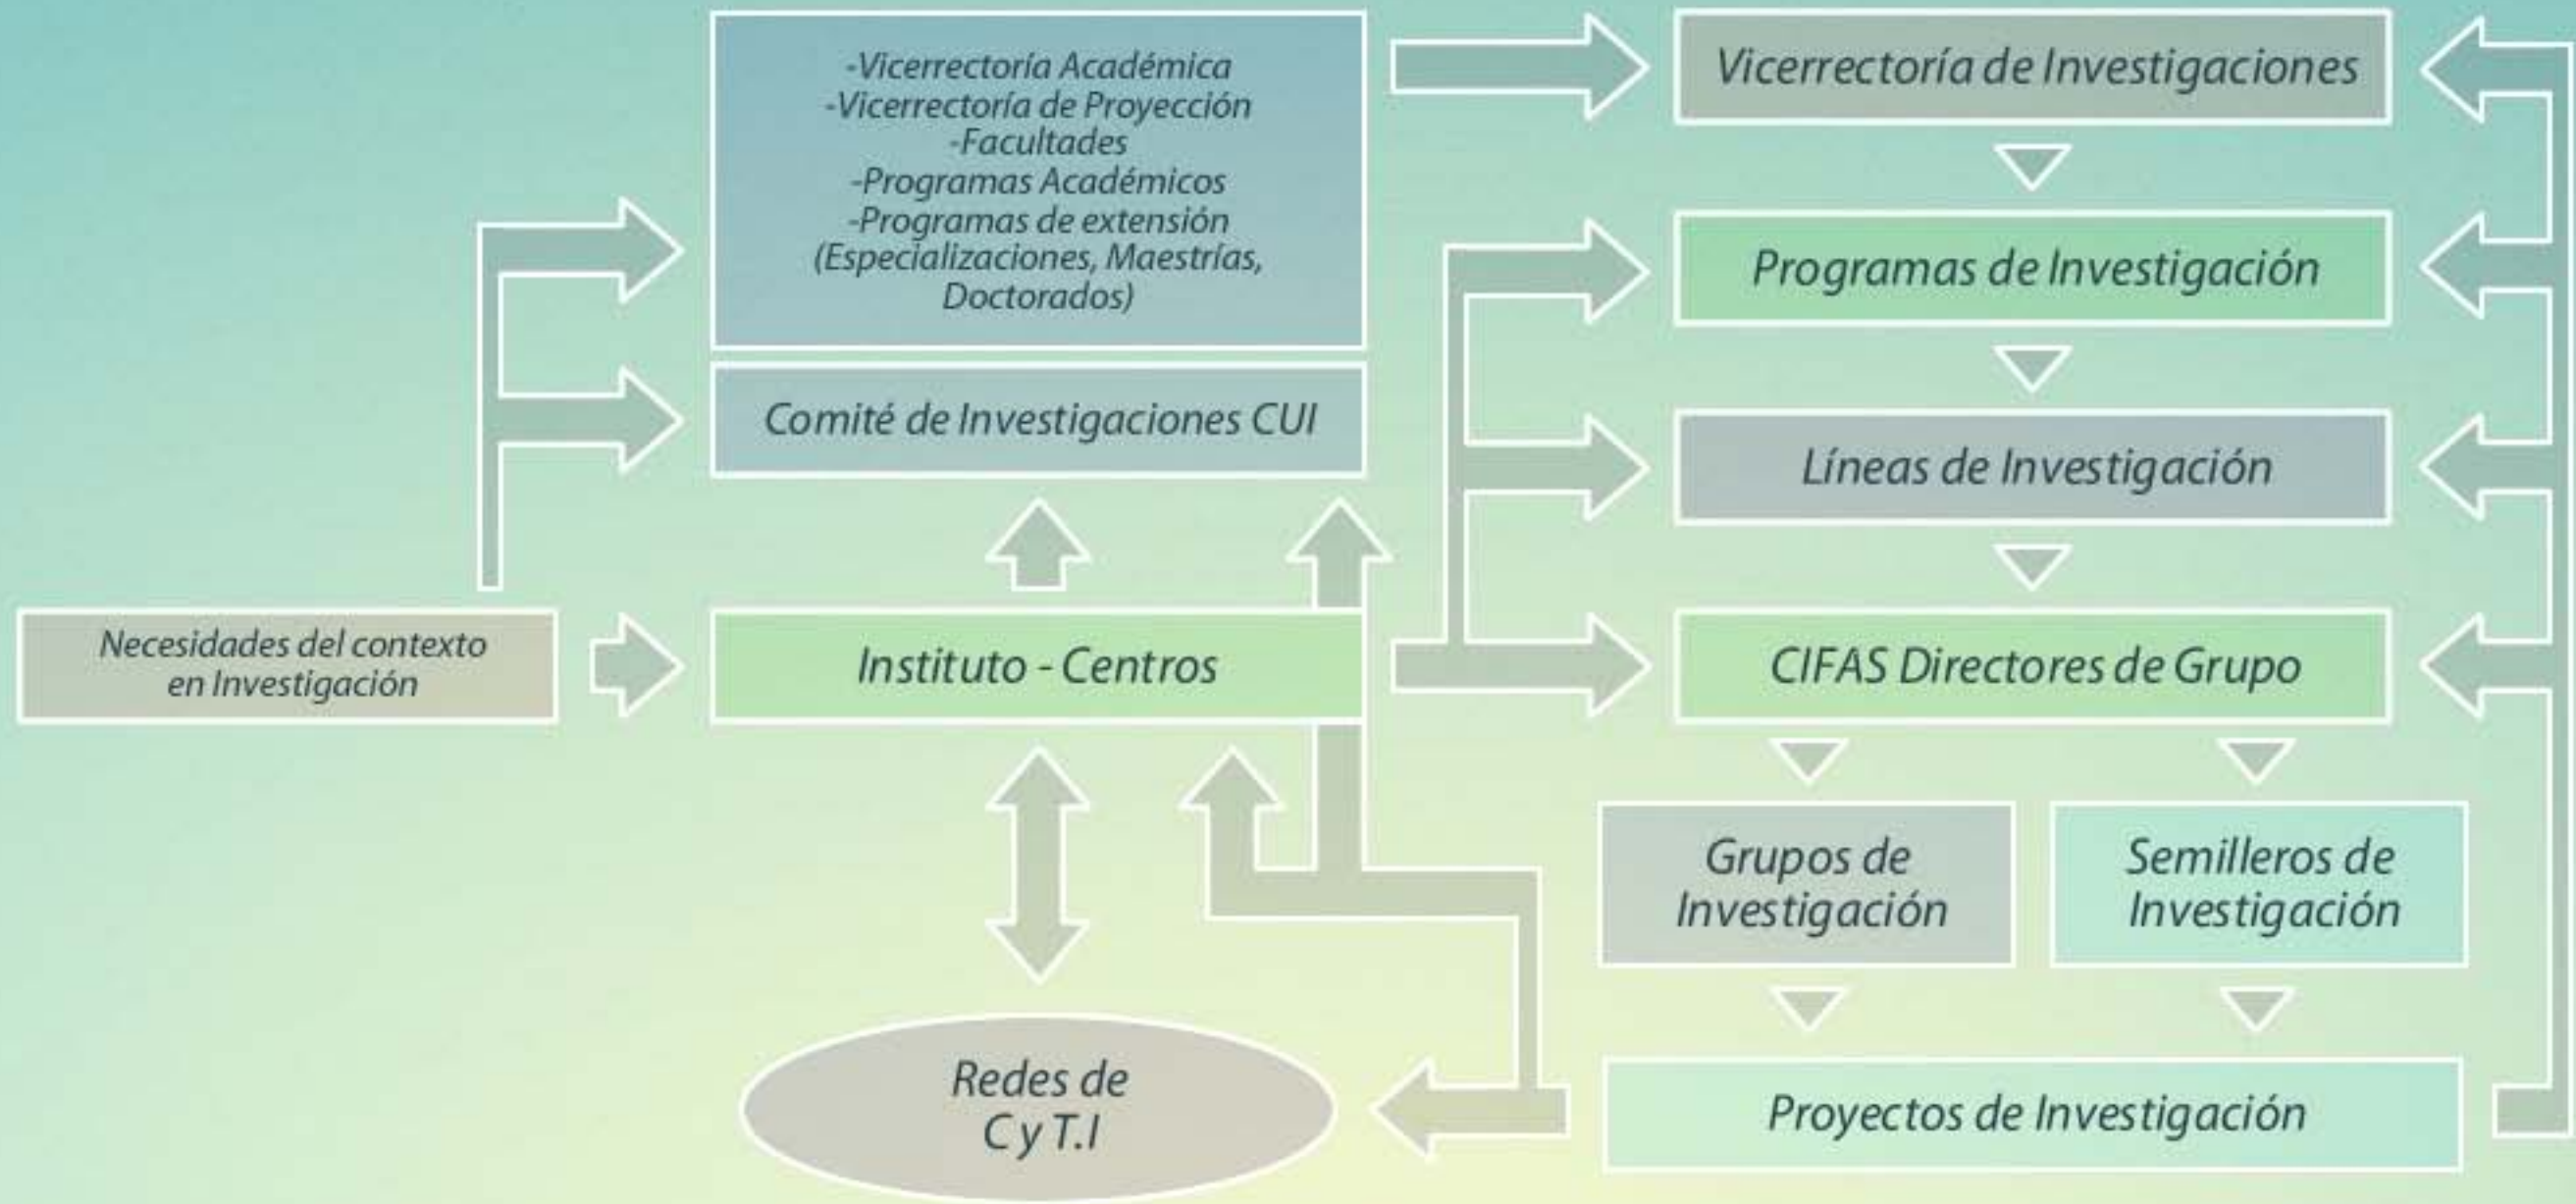 -Vicerrectoría Académica
-Vicerrectoría de Proyección
-Facultades
-Programas Académicos
-Programas de extensión
(Especializaciones, Maestrías,
Doctorados)
Comité de Investigaciones CUI
Necesidades del contexto
en Investigación
Instituto - Centros
Redes de
C y T.I
Vicerrectoría de Investigaciones
Programas de Investigación
Líneas de Investigación
CIFAS Directores de Grupo
Grupos de
Investigación
Semilleros de
Investigación
Proyectos de Investigación